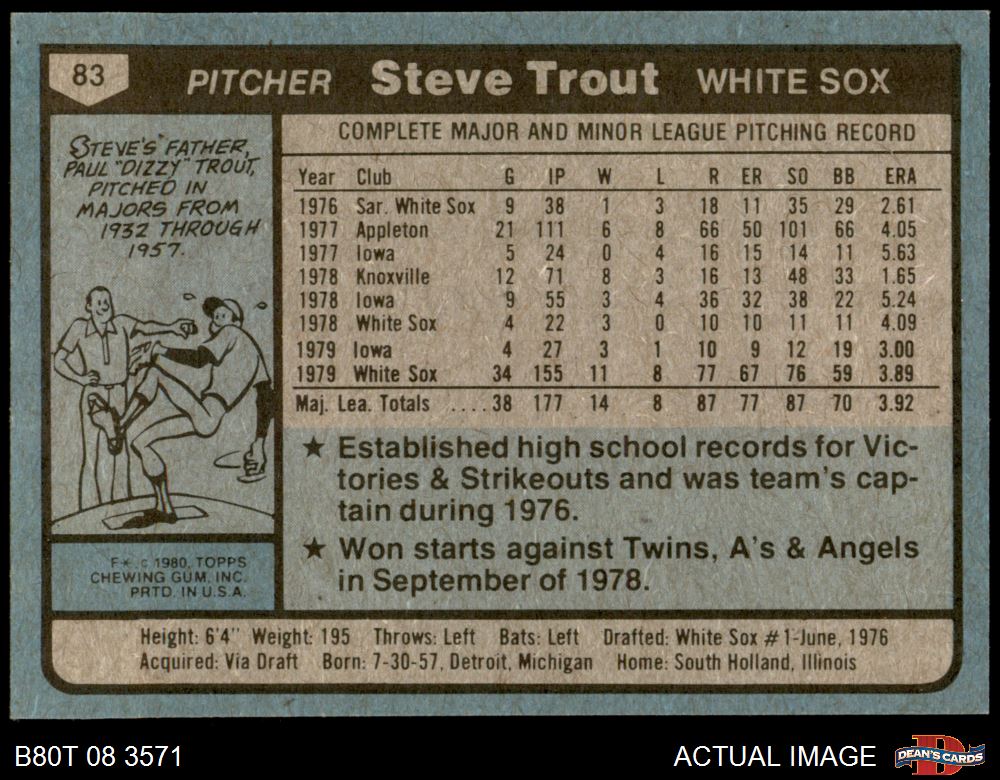 83 PITCHER Steve Trout WHITE SOX
STEVE'S FATHER,
PAUL "DIZZY" TROUT,
PITCHED IN
MAJORS FROM
1932 THROUGH
1957.
COMPLETE MAJOR AND MINOR LEAGUE PITCHING RECORD
Year Club G IP W L R ER SO BB ERA
1976 Sar. White Sox 9 38 1 3 18 11 35 29 2.61
1977 Appleton 21 111 6 8 66 50 101 66 4.05
1977 Iowa 5 24 0 4 16 15 14 11 5.63
1978 Knoxville 12 71 8 3 16 13 48 33 1.65
1978 Iowa 9 55 3 4 36 32 38 22 5.24
1978 White Sox 4 22 3 0 10 10 11 11 4.09
1979 Iowa 4 27 3 1 10 9 12 19 3.00
1979 White Sox 34 155 11 8 77 67 76 59 3.89
Maj. Lea. Totals ....38 177 14 8 87 77 87 70 3.92
★ Established high school records for Vic-
tories & Strikeouts and was team's cap-
tain during 1976.
★ Won starts against Twins, A's & Angels
in September of 1978.
F* © 1980, TOPPS
CHEWING GUM, INC.
PRTD. IN U.S.A.
Height: 6'4" Weight: 195 Throws: Left Bats: Left Drafted: White Sox #1-June, 1976
Acquired: Via Draft Born: 7-30-57, Detroit, Michigan Home: South Holland, Illinois
B80T 08 3571 ACTUAL IMAGE D
DEAN'S CARDS